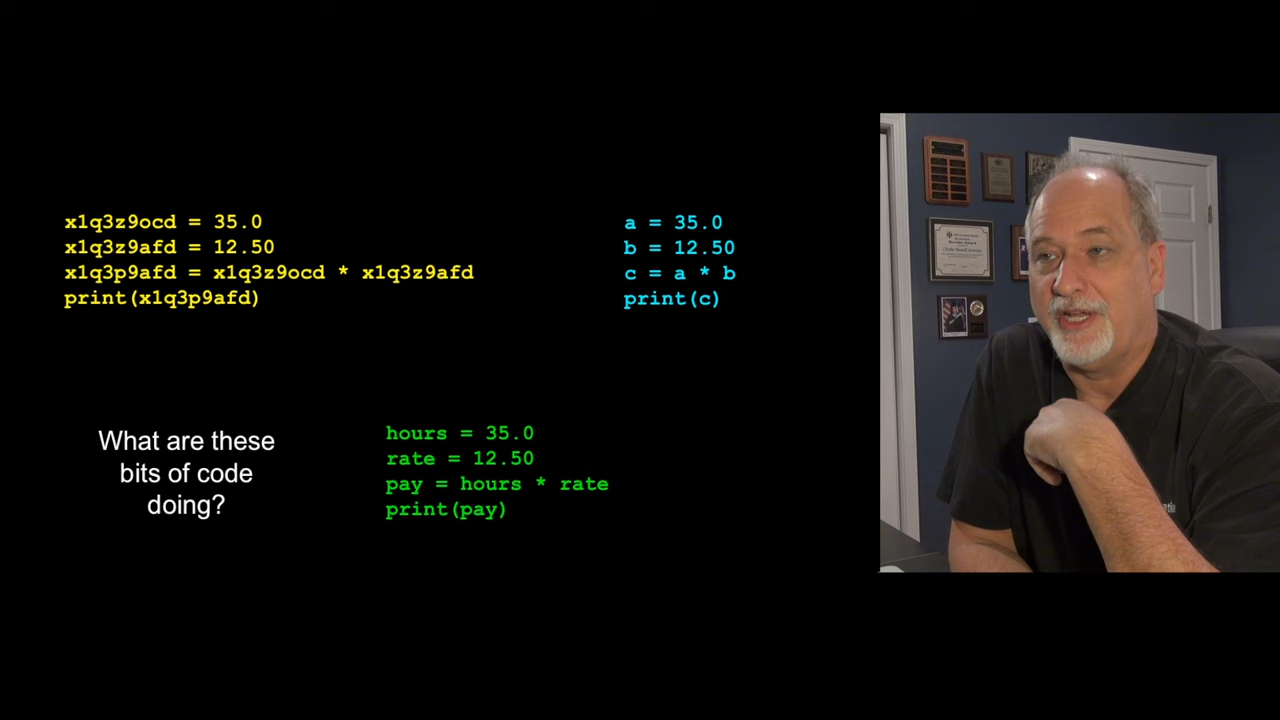 x1q3z9ocd = 35.0
x1q3z9afd = 12.50
x1q3p9afd = x1q3z9ocd * x1q3z9afd
print(x1q3p9afd)
a = 35.0
b = 12.50
c = a * b
print(c)
What are these
bits of code
doing?
hours = 35.0
rate = 12.50
pay = hours * rate
print(pay)